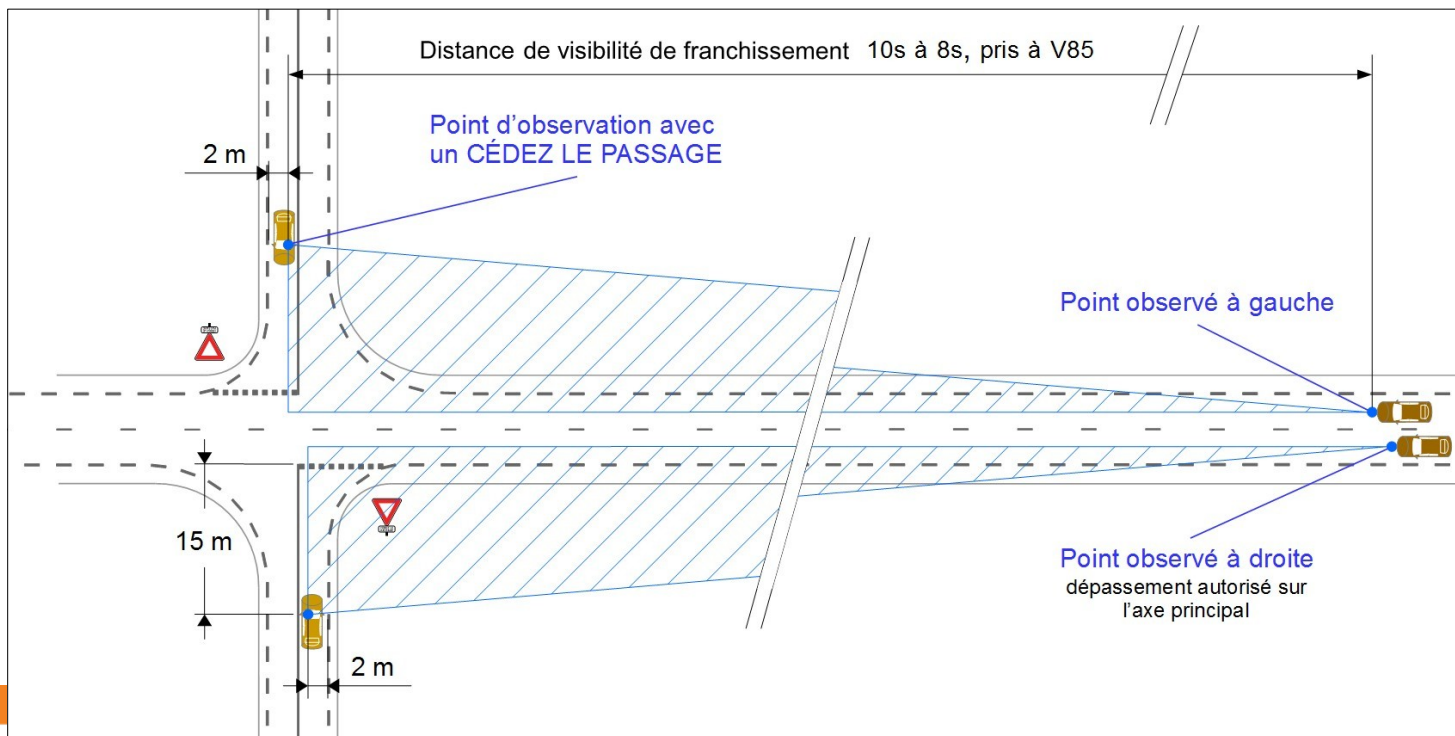 Distance de visibilité de franchissement 10s à 8s, pris à V85
Point d'observation avec
un CÉDEZ LE PASSAGE
2 m
Point observé à gauche
15 m
Point observé à droite
dépassement autorisé sur
l'axe principal
2 m